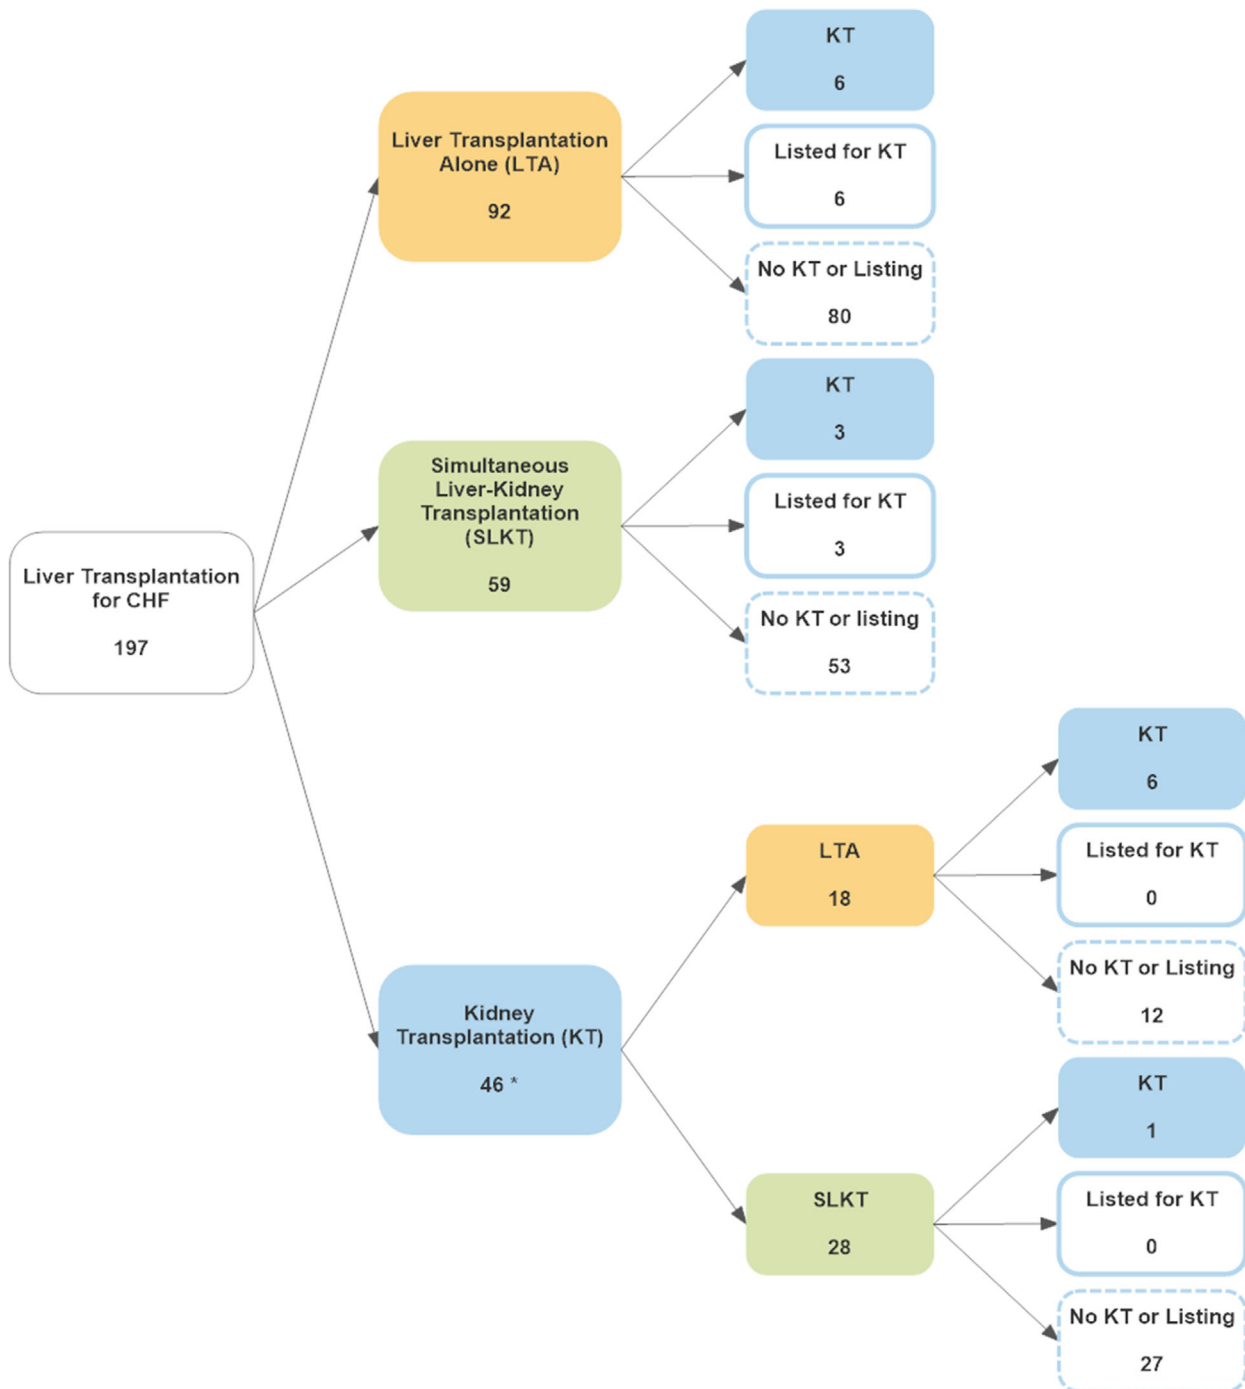 Liver Transplantation
for CHF
197
Liver Transplantation
Alone (LTA)
92
KT
6
Listed for KT
6
No KT or Listing
80
Simultaneous
Liver-Kidney
Transplantation
(SLKT)
59
KT
3
Listed for KT
3
No KT or listing
53
Kidney
Transplantation (KT)
46 *
LTA
18
KT
6
Listed for KT
0
No KT or Listing
12
SLKT
28
KT
1
Listed for KT
0
No KT or Listing
27